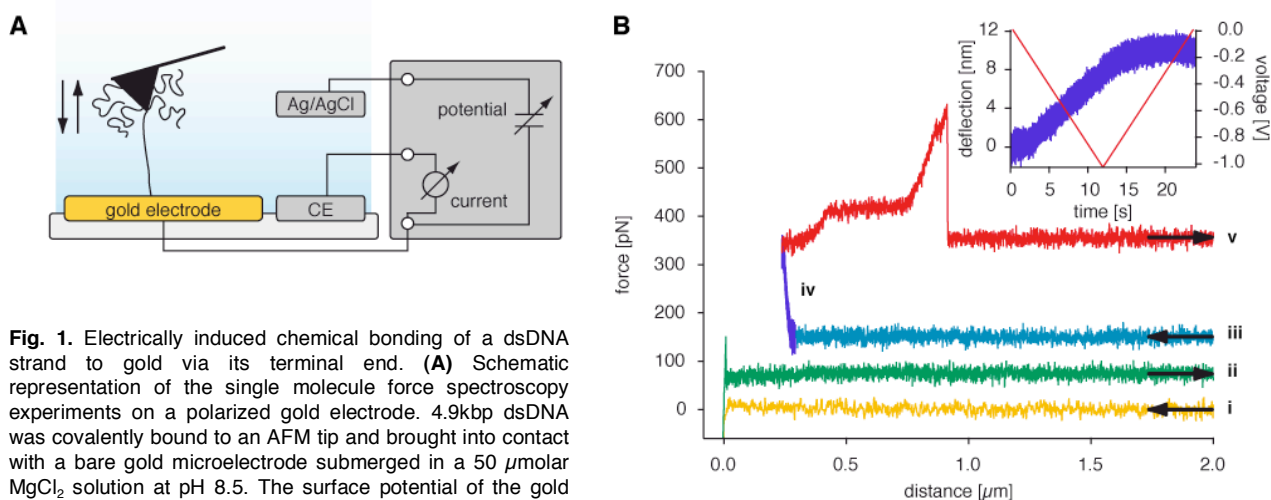 A
Ag/AgCl
potential
current
gold electrode
CE
Fig. 1. Electrically induced chemical bonding of a dsDNA
strand to gold via its terminal end. (A) Schematic
representation of the single molecule force spectroscopy
experiments on a polarized gold electrode. 4.9kbp dsDNA
was covalently bound to an AFM tip and brought into contact
with a bare gold microelectrode submerged in a 50 µmolar
MgCl₂ solution at pH 8.5. The surface potential of the gold
B
700
600
500
400
300
200
100
0
force [pN]
0.0 0.5 1.0 1.5 2.0
distance [µm]
v
iv
iii
ii
i
12
8
4
0
deflection [nm]
0.0
-0.2
-0.4
-0.6
-0.8
-1.0
voltage [V]
0 5 10 15 20
time [s]